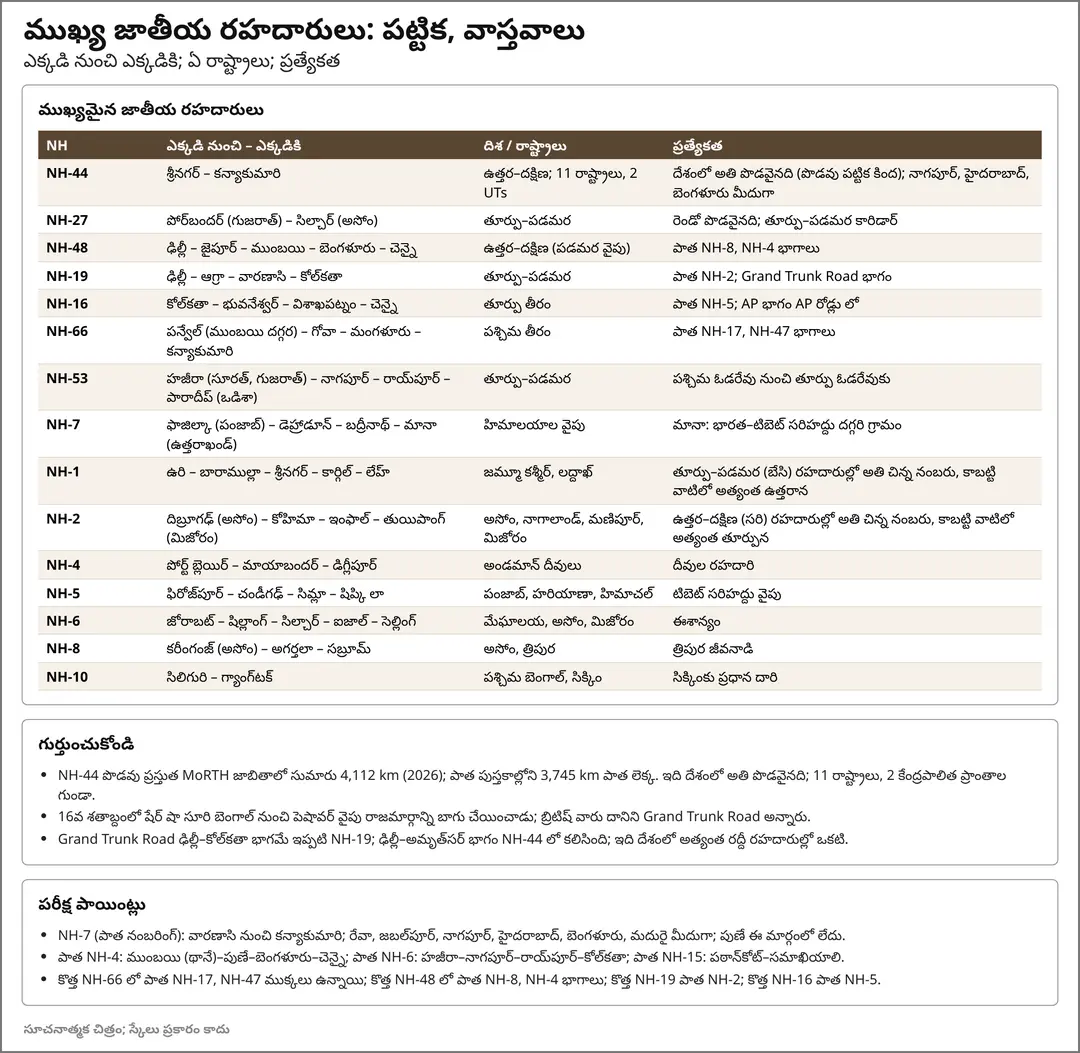 ముఖ్య జాతీయ రహదారులు: పట్టిక, వాస్తవాలు
ఎక్కడి నుంచి ఎక్కడికి; ఏ రాష్ట్రాలు; ప్రత్యేకత
ముఖ్యమైన జాతీయ రహదారులు
NH ఎక్కడి నుంచి – ఎక్కడికి దిశ / రాష్ట్రాలు ప్రత్యేకత
NH-44 శ్రీనగర్ – కన్యాకుమారి ఉత్తర–దక్షిణ; 11 రాష్ట్రాలు, 2 UTs దేశంలో అతి పొడవైనది (పొడవు పట్టిక కింద); నాగపూర్, హైదరాబాద్, బెంగళూరు మీదుగా
NH-27 పోర్‌బందర్ (గుజరాత్) – సిల్చార్ (అసోం) తూర్పు–పడమర రెండో పొడవైనది; తూర్పు–పడమర కారిడార్
NH-48 ఢిల్లీ – జైపూర్ – ముంబయి – బెంగళూరు – చెన్నై ఉత్తర–దక్షిణ (పడమర వైపు) పాత NH-8, NH-4 భాగాలు
NH-19 ఢిల్లీ – ఆగ్రా – వారణాసి – కోల్‌కతా తూర్పు–పడమర పాత NH-2; Grand Trunk Road భాగం
NH-16 కోల్‌కతా – భువనేశ్వర్ – విశాఖపట్నం – చెన్నై తూర్పు తీరం పాత NH-5; AP భాగం AP రోడ్లు లో
NH-66 పన్వేల్ (ముంబయి దగ్గర) – గోవా – మంగళూరు – కన్యాకుమారి పశ్చిమ తీరం పాత NH-17, NH-47 భాగాలు
NH-53 హజీరా (సూరత్, గుజరాత్) – నాగపూర్ – రాయ్‌పూర్ – పారాదీప్ (ఒడిశా) తూర్పు–పడమర పశ్చిమ ఓడరేవు నుంచి తూర్పు ఓడరేవుకు
NH-7 ఫాజిల్కా (పంజాబ్) – డెహ్రాడూన్ – బద్రీనాథ్ – మానా (ఉత్తరాఖండ్) హిమాలయాల వైపు మానా: భారత–టిబెట్ సరిహద్దు దగ్గరి గ్రామం
NH-1 ఉరి – బారాముల్లా – శ్రీనగర్ – కార్గిల్ – లేహ్ జమ్మూ కశ్మీర్, లద్దాఖ్ తూర్పు–పడమర (బేసి) రహదారుల్లో అతి చిన్న నంబరు, కాబట్టి వాటిలో అత్యంత ఉత్తరాన
NH-2 దిబ్రూగఢ్ (అసోం) – కోహిమా – ఇంఫాల్ – తుయిపాంగ్ (మిజోరం) అసోం, నాగాలాండ్, మణిపూర్, మిజోరం ఉత్తర–దక్షిణ (సరి) రహదారుల్లో అతి చిన్న నంబరు, కాబట్టి వాటిలో అత్యంత తూర్పున
NH-4 పోర్ట్ బ్లెయిర్ – మాయాబందర్ – డిగ్లీపూర్ అండమాన్ దీవులు దీవుల రహదారి
NH-5 ఫిరోజ్‌పూర్ – చండీగఢ్ – సిమ్లా – షిప్కి లా పంజాబ్, హరియాణా, హిమాచల్ టిబెట్ సరిహద్దు వైపు
NH-6 జోరాబట్ – షిల్లాంగ్ – సిల్చార్ – ఐజాల్ – సెల్లింగ్ మేఘాలయ, అసోం, మిజోరం ఈశాన్యం
NH-8 కరీంగంజ్ (అసోం) – అగర్తలా – సబ్రూమ్ అసోం, త్రిపుర త్రిపుర జీవనాడి
NH-10 సిలిగురి – గ్యాంగ్‌టక్ పశ్చిమ బెంగాల్, సిక్కిం సిక్కింకు ప్రధాన దారి
గుర్తుంచుకోండి
• NH-44 పొడవు ప్రస్తుత MoRTH జాబితాలో సుమారు 4,112 km (2026); పాత పుస్తకాల్లోని 3,745 km పాత లెక్క. ఇది దేశంలో అతి పొడవైనది; 11 రాష్ట్రాలు, 2 కేంద్రపాలిత ప్రాంతాల
గుండా.
• 16వ శతాబ్దంలో షేర్ షా సూరి బెంగాల్ నుంచి పెషావర్ వైపు రాజమార్గాన్ని బాగు చేయించాడు; బ్రిటిష్ వారు దానిని Grand Trunk Road అన్నారు.
• Grand Trunk Road ఢిల్లీ–కోల్‌కతా భాగమే ఇప్పటి NH-19; ఢిల్లీ–అమృత్‌సర్ భాగం NH-44 లో కలిసింది; ఇది దేశంలో అత్యంత రద్దీ రహదారుల్లో ఒకటి.
పరీక్ష పాయింట్లు
• NH-7 (పాత నంబరింగ్): వారణాసి నుంచి కన్యాకుమారి; రేవా, జబల్‌పూర్, నాగపూర్, హైదరాబాద్, బెంగళూరు, మదురై మీదుగా; పుణే ఈ మార్గంలో లేదు.
• పాత NH-4: ముంబయి (థానే)–పుణే–బెంగళూరు–చెన్నై; పాత NH-6: హజీరా–నాగపూర్–రాయ్‌పూర్–కోల్‌కతా; పాత NH-15: పఠాన్‌కోట్–సమాఖియాలి.
• కొత్త NH-66 లో పాత NH-17, NH-47 ముక్కలు ఉన్నాయి; కొత్త NH-48 లో పాత NH-8, NH-4 భాగాలు; కొత్త NH-19 పాత NH-2; కొత్త NH-16 పాత NH-5.
సూచనాత్మక చిత్రం; స్కేలు ప్రకారం కాదు